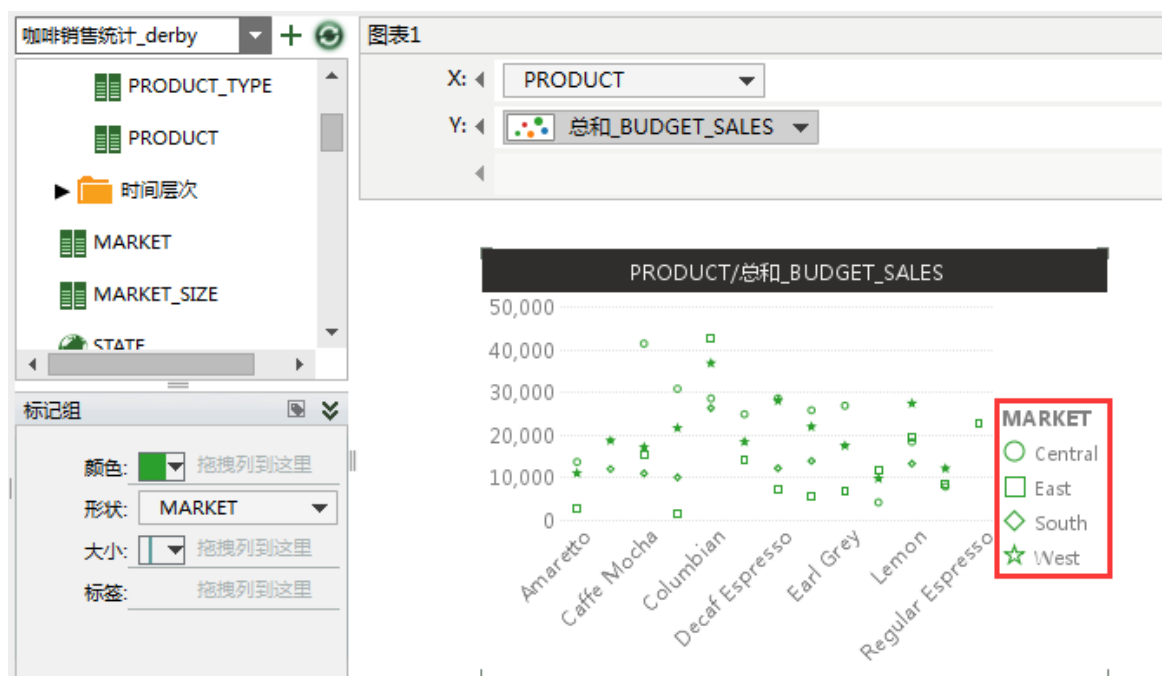 咖啡销售统计_derby
PRODUCT_TYPE
PRODUCT
时间层次
MARKET
MARKET_SIZE
STATE
标记组
颜色: 拖拽列到这里
形状: MARKET
大小: 拖拽列到这里
标签: 拖拽列到这里
图表1
X: PRODUCT
Y: 总和_BUDGET_SALES
PRODUCT/总和_BUDGET_SALES
50,000
40,000
30,000
20,000
10,000
0
Amaretto
Caffe Mocha
Columbian
Decaf Espresso
Earl Grey
Lemon
Regular Espresso
MARKET
Central
East
South
West